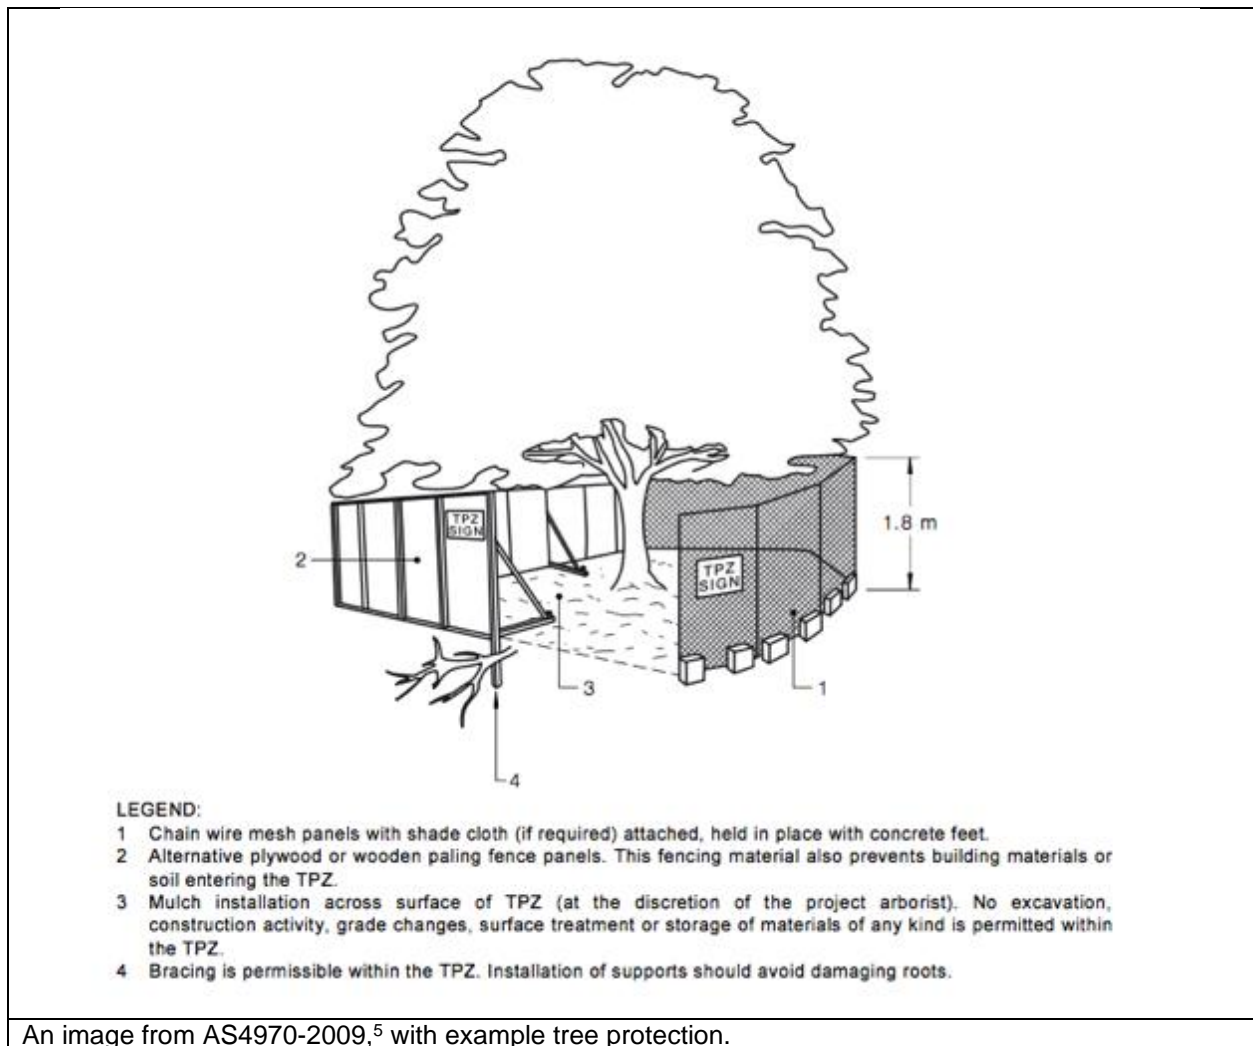 TPZ
SIGN
1.8 m
2
TPZ
SIGN
3
1
4
LEGEND:
1 Chain wire mesh panels with shade cloth (if required) attached, held in place with concrete feet.
2 Alternative plywood or wooden paling fence panels. This fencing material also prevents building materials or
soil entering the TPZ.
3 Mulch installation across surface of TPZ (at the discretion of the project arborist). No excavation,
construction activity, grade changes, surface treatment or storage of materials of any kind is permitted within
the TPZ.
4 Bracing is permissible within the TPZ. Installation of supports should avoid damaging roots.
An image from AS4970-2009,⁵ with example tree protection.